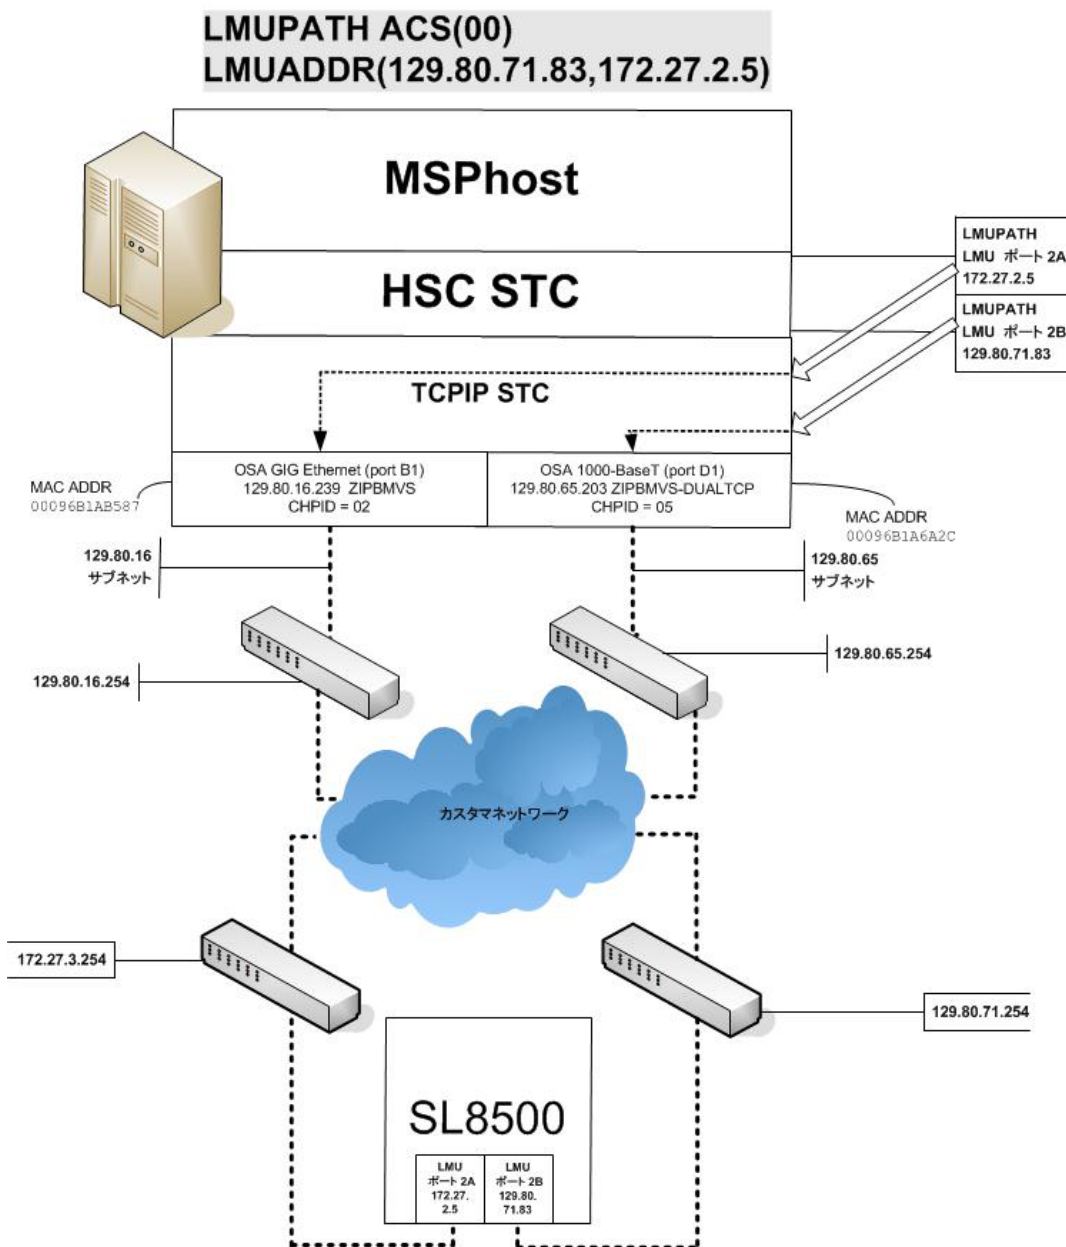 LMUPATH ACS(00)
LMUADDR(129.80.71.83,172.27.2.5)
MSPhost
HSC STC
LMUPATH
LMU ポート 2A
172.27.2.5
LMUPATH
LMU ポート 2B
129.80.71.83
TCPIP STC
OSA GIG Ethernet (port B1)
129.80.16.239 ZIPBMVS
CHPID = 02
OSA 1000-BaseT (port D1)
129.80.65.203 ZIPBMVS-DUALTCP
CHPID = 05
MAC ADDR
00096B1AB587
MAC ADDR
00096B1A6A2C
129.80.16
サブネット
129.80.65
サブネット
129.80.65.254
129.80.16.254
カスタマネットワーク
172.27.3.254
129.80.71.254
SL8500
LMU
ポート 2A
172.27.
2.5
LMU
ポート 2B
129.80.
71.83